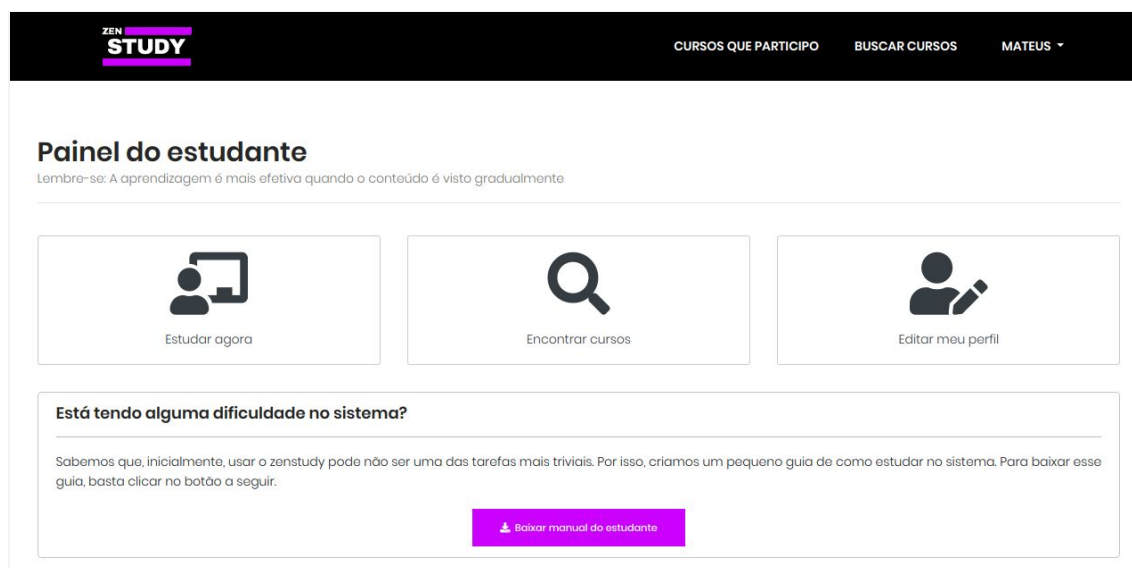 ZEN
STUDY
CURSOS QUE PARTICIPO
BUSCAR CURSOS
MATEUS
Painel do estudante
Lembre-se: A aprendizagem é mais efetiva quando o conteúdo é visto gradualmente
Estudar agora
Encontrar cursos
Editar meu perfil
Está tendo alguma dificuldade no sistema?
Sabemos que, inicialmente, usar o zenstudy pode não ser uma das tarefas mais triviais. Por isso, criamos um pequeno guia de como estudar no sistema. Para baixar esse
guia, basta clicar no botão a seguir.
Baixar manual do estudante